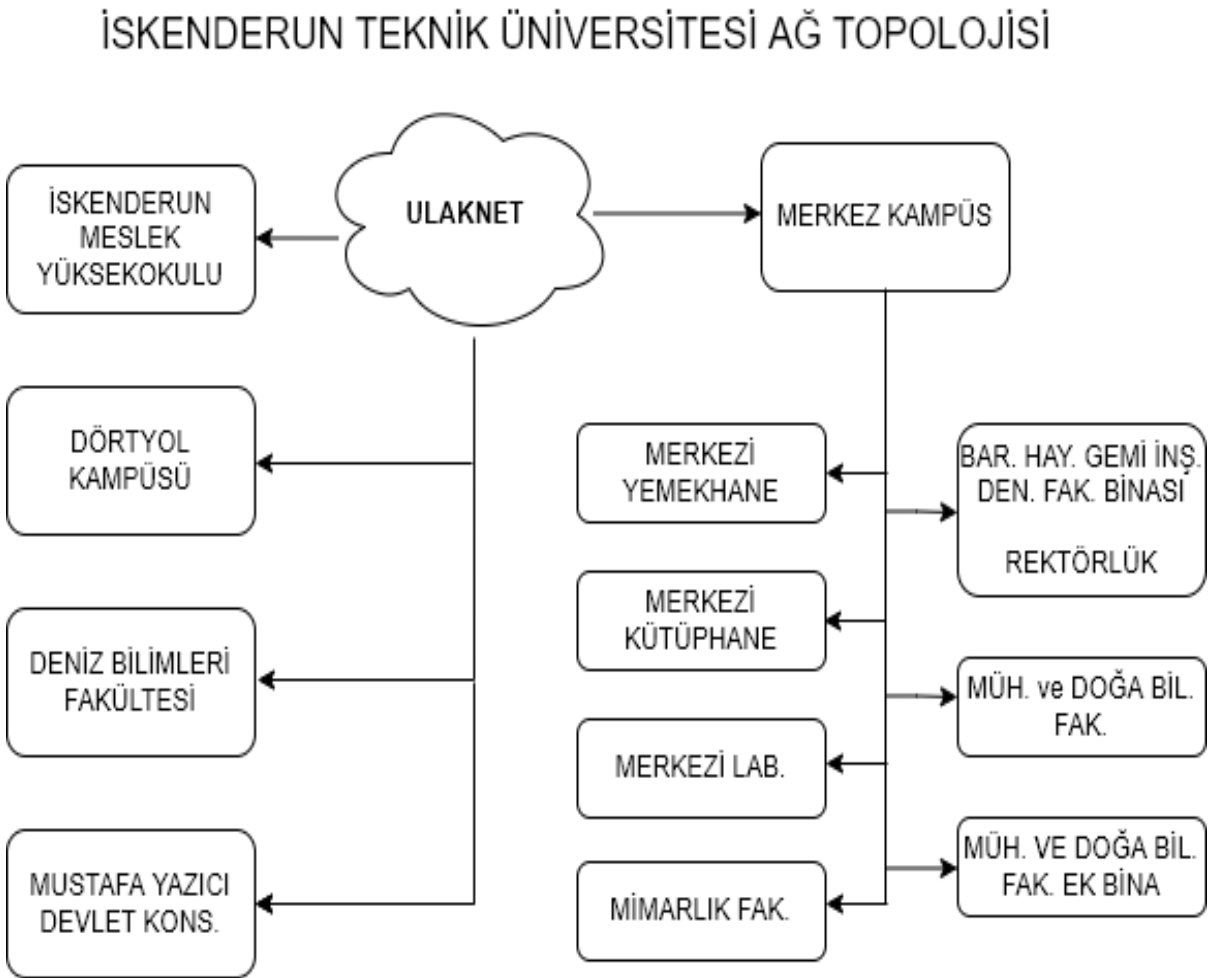 İSKENDERUN TEKNİK ÜNİVERSİTESİ AĞ TOPOLOJİSİ
İSKENDERUN
MESLEK
YÜKSEKOKULU
ULAKNET
MERKEZ KAMPÜS
DÖRTYOL
KAMPÜSÜ
DENİZ BİLİMLERİ
FAKÜLTESİ
MUSTAFA YAZICI
DEVLET KONS.
MERKEZİ
YEMEKHANE
MERKEZİ
KÜTÜPHANE
MERKEZİ LAB.
MİMARLIK FAK.
BAR. HAY. GEMİ İNŞ.
DEN. FAK. BİNASI
REKTÖRLÜK
MÜH. ve DOĞA BİL.
FAK.
MÜH. VE DOĞA BİL.
FAK. EK BİNA